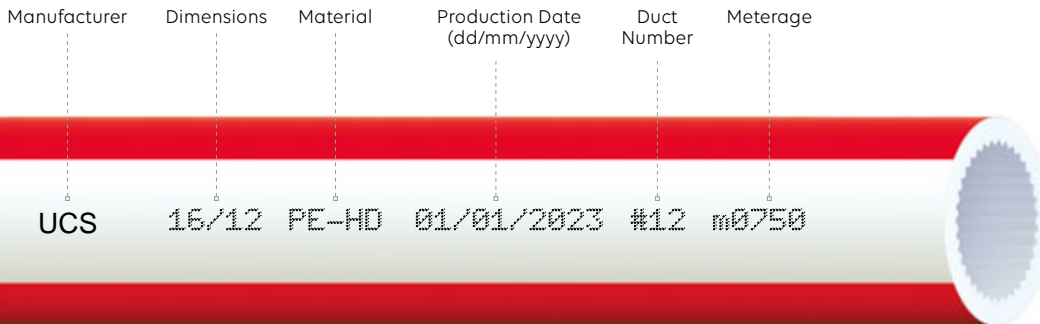 Manufacturer Dimensions Material Production Date Duct Meterage
(dd/mm/yyyy) Number
UCS 16/12 PE-HD 01/01/2023 #12 m0750